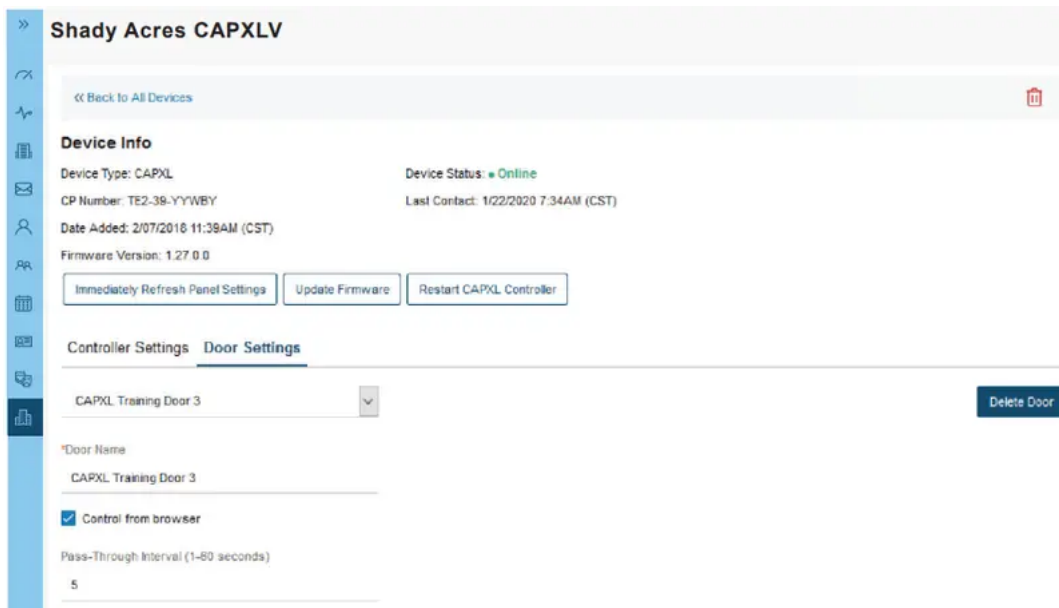 Shady Acres CAPXLV
Back to All Devices
Device Info
Device Type: CAPXL
Device Status: Online
CP Number: TE2-39-YYWBY
Last Contact: 1/22/2020 7:34AM (CST)
Date Added: 2/07/2018 11:39AM (CST)
Firmware Version: 1.27.0.0
Immediately Refresh Panel Settings
Update Firmware
Restart CAPXL Controller
Controller Settings
Door Settings
CAPXL Training Door 3
Delete Door
*Door Name
CAPXL Training Door 3
Control from browser
Pass-Through Interval (1-60 seconds)
5